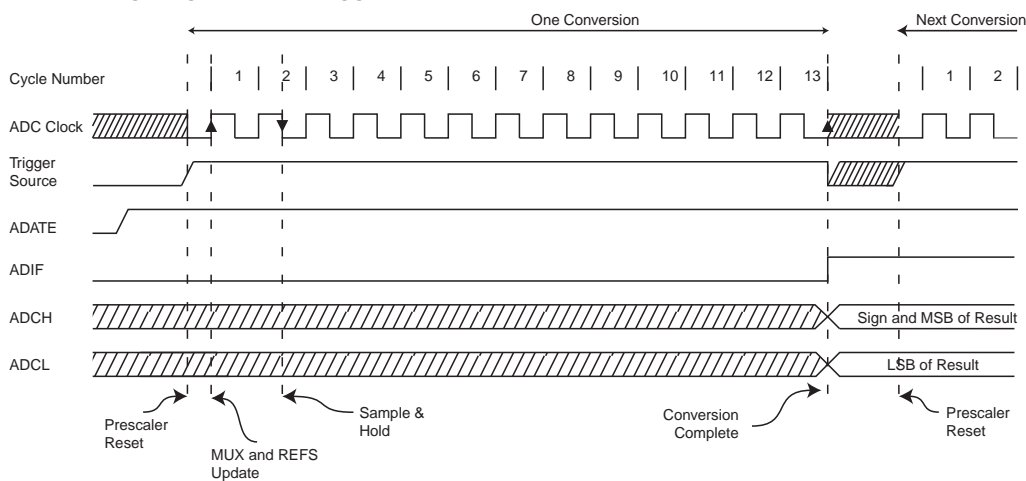 One Conversion
Next Conversion
Cycle Number
1 2 3 4 5 6 7 8 9 10 11 12 13 1 2
ADC Clock
Trigger
Source
ADATE
ADIF
ADCH
Sign and MSB of Result
ADCL
LSB of Result
Prescaler
Reset
MUX and REFS
Update
Sample &
Hold
Conversion
Complete
Prescaler
Reset